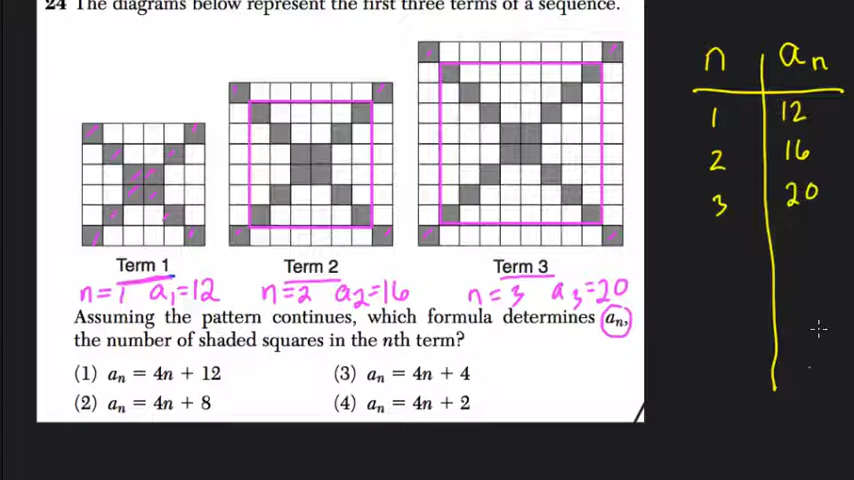 24 The diagrams below represent the first three terms of a sequence.
Term 1
Term 2
Term 3
n=1 a₁=12
n=2 a₂=16
n=3 a₃=20
Assuming the pattern continues, which formula determines aₙ,
the number of shaded squares in the nth term?
(1) aₙ = 4n + 12
(3) aₙ = 4n + 4
(2) aₙ = 4n + 8
(4) aₙ = 4n + 2
n aₙ
1 12
2 16
3 20